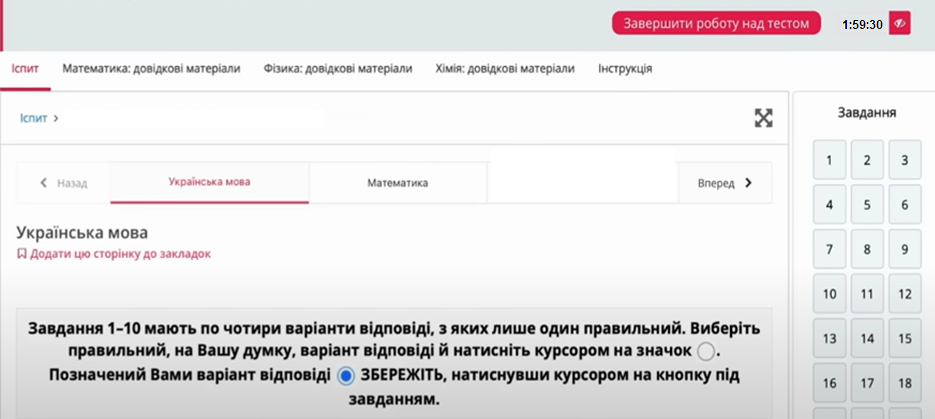 Завершити роботу над тестом 1:59:30
Іспит Математика: довідкові матеріали Фізика: довідкові матеріали Хімія: довідкові матеріали Інструкція
Іспит >
Завдання
Назад Українська мова Математика Вперед
Українська мова
Додати цю сторінку до закладок
Завдання 1–10 мають по чотири варіанти відповіді, з яких лише один правильний. Виберіть
правильний, на Вашу думку, варіант відповіді й натисніть курсором на значок .
Позначений Вами варіант відповіді ЗБЕРЕЖІТЬ, натиснувши курсором на кнопку під
завданням.
1 2 3
4 5 6
7 8 9
10 11 12
13 14 15
16 17 18